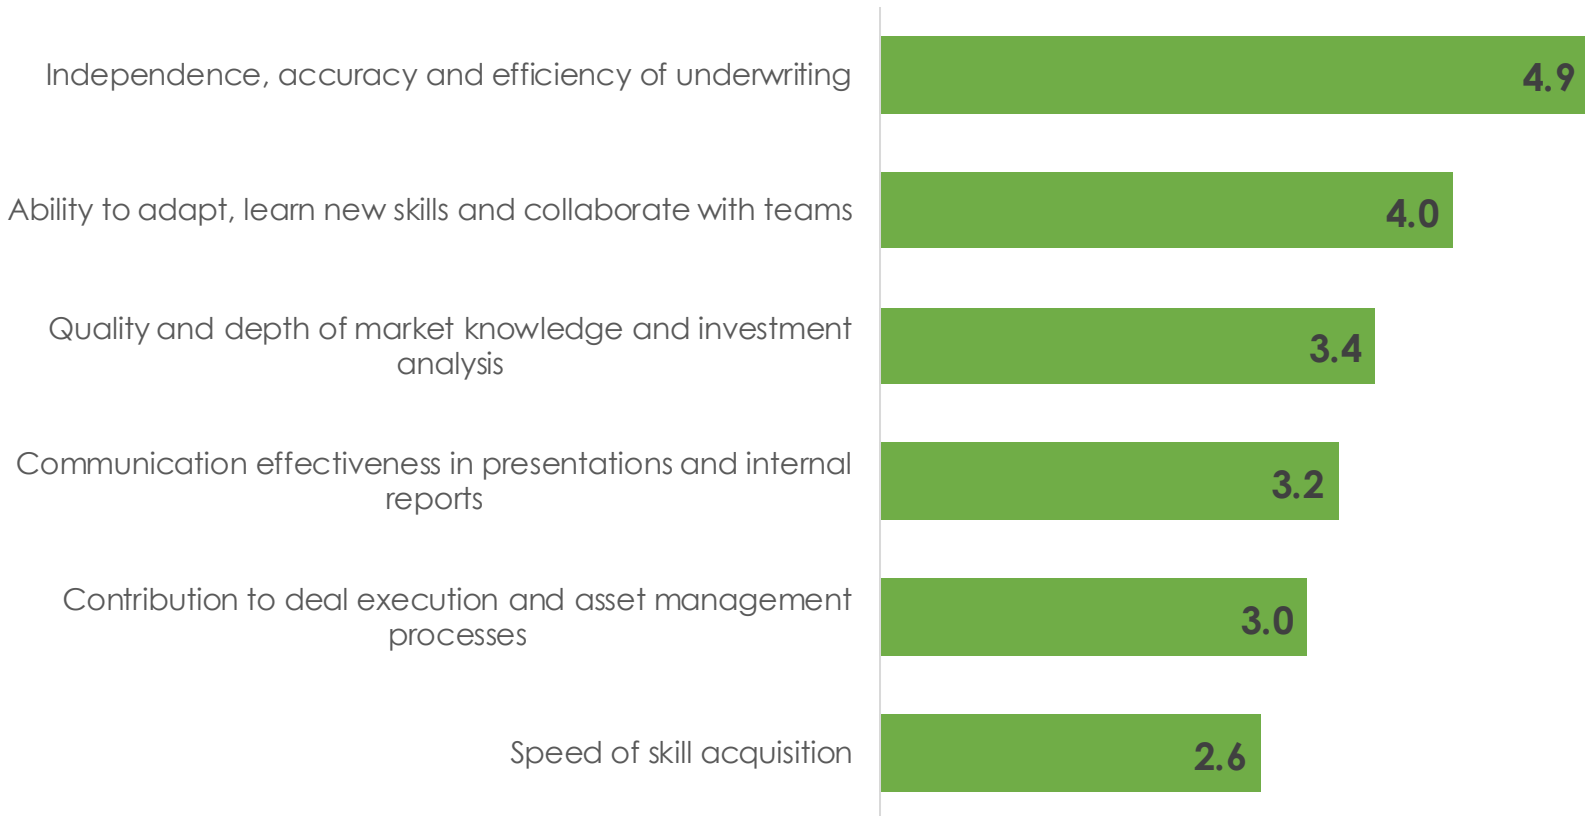 Independence, accuracy and efficiency of underwriting
4.9
Ability to adapt, learn new skills and collaborate with teams
4.0
Quality and depth of market knowledge and investment
analysis
3.4
Communication effectiveness in presentations and internal
reports
3.2
Contribution to deal execution and asset management
processes
3.0
Speed of skill acquisition
2.6